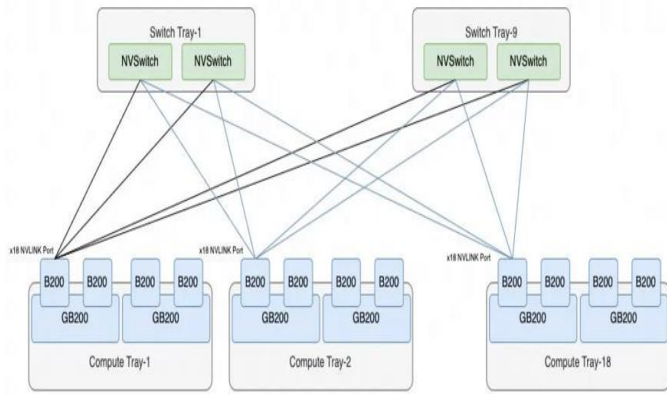 Switch Tray-1
NVSwitch NVSwitch
Switch Tray-9
NVSwitch NVSwitch
x18 NVLINK Port
B200 B200 B200 B200
GB200 GB200
Compute Tray-1
x18 NVLINK Port
B200 B200 B200 B200
GB200 GB200
Compute Tray-2
x18 NVLINK Port
B200 B200 B200 B200
GB200 GB200
Compute Tray-18